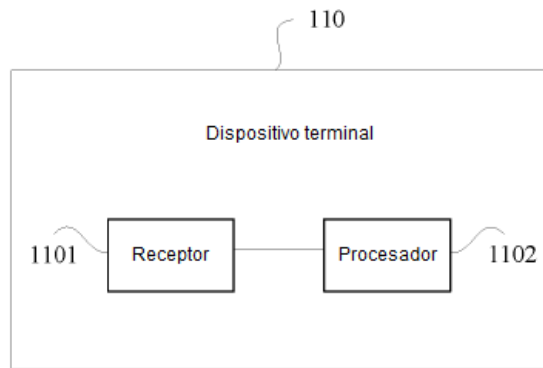 110
Dispositivo terminal
1101
Receptor
Procesador
1102